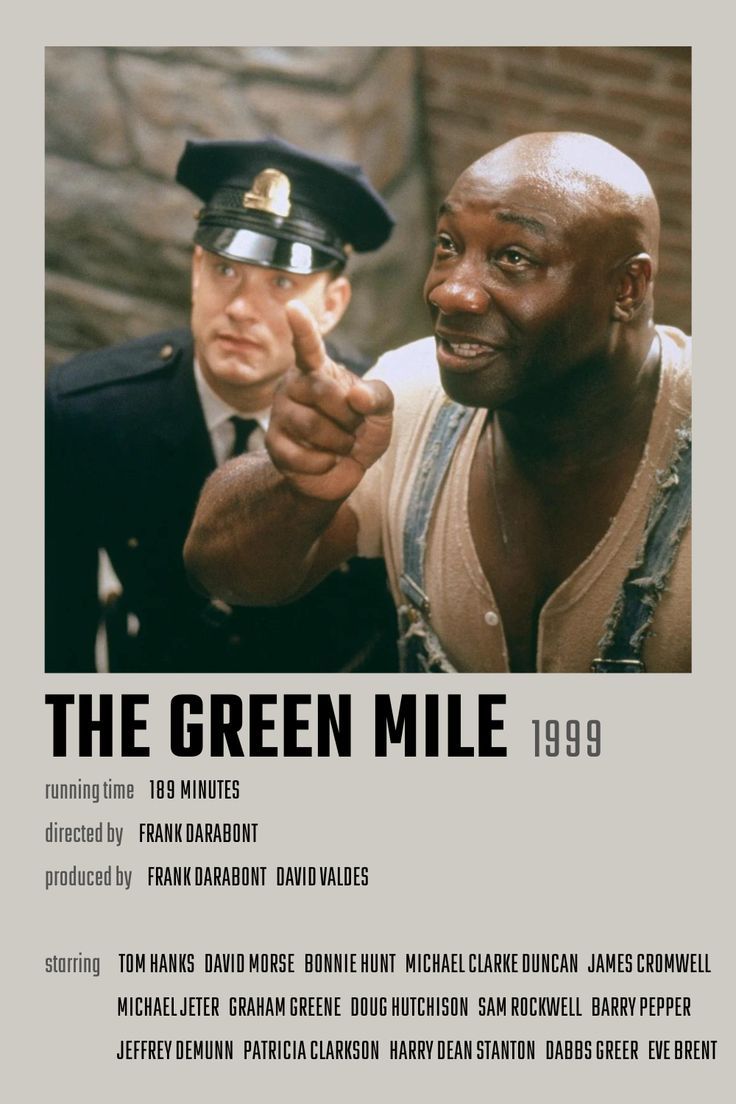 THE GREEN MILE 1999
running time 189 MINUTES
directed by FRANK DARABONT
produced by FRANK DARABONT DAVID VALDES
starring TOM HANKS DAVID MORSE BONNIE HUNT MICHAEL CLARKE DUNCAN JAMES CROMWELL
MICHAEL JETER GRAHAM GREENE DOUG HUTCHISON SAM ROCKWELL BARRY PEPPER
JEFFREY DEMUNN PATRICIA CLARKSON HARRY DEAN STANTON DABBS GREER EVE BRENT